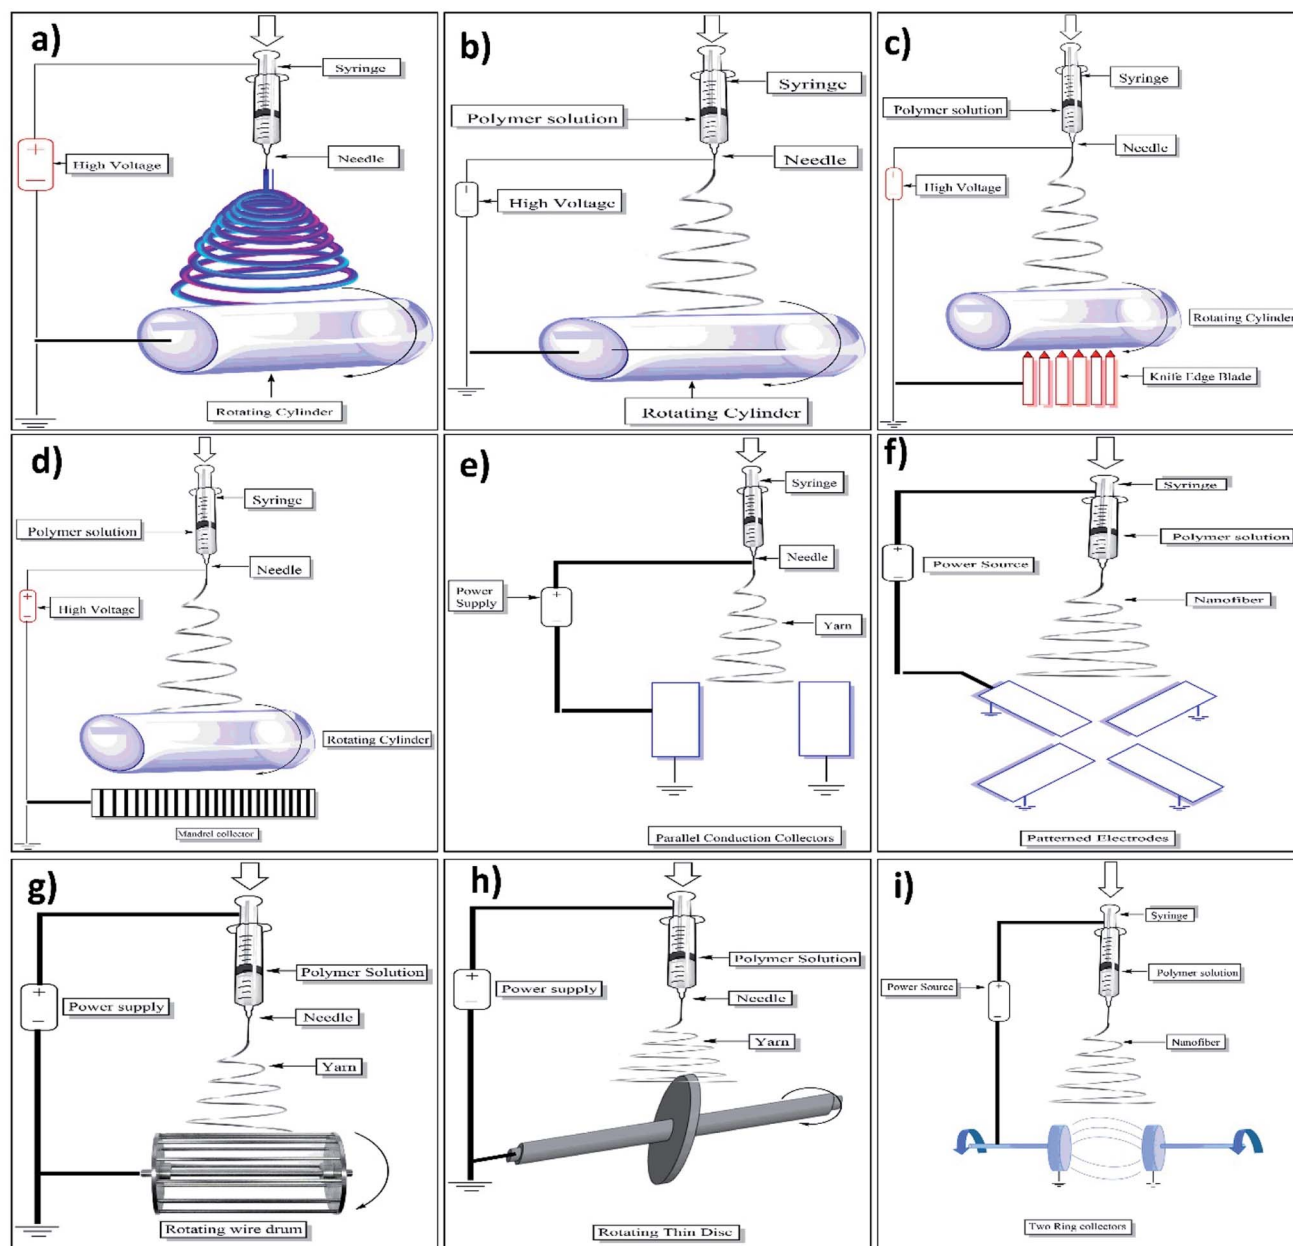 a)
Syringe
+
High Voltage
−
Needle
Rotating Cylinder
b)
Syringe
Polymer solution
Needle
High Voltage
Rotating Cylinder
c)
Syringe
Polymer solution
Needle
High Voltage
Rotating Cylinder
Knife Edge Blade
d)
Syringe
Polymer solution
Needle
+
High Voltage
−
Rotating Cylinder
Mandrel collector
e)
Syringe
Needle
Power
Supply
+
−
Yarn
Parallel Conduction Collectors
f)
Syringe
Polymer solution
+
Power Source
−
Nanofiber
Patterned Electrodes
g)
Polymer Solution
+
Power supply
−
Needle
Yarn
Rotating wire drum
h)
Polymer Solution
+
Power supply
−
Needle
Yarn
Rotating Thin Disc
i)
Syringe
Polymer solution
Power Source
+
−
Nanofiber
Two Ring collectors